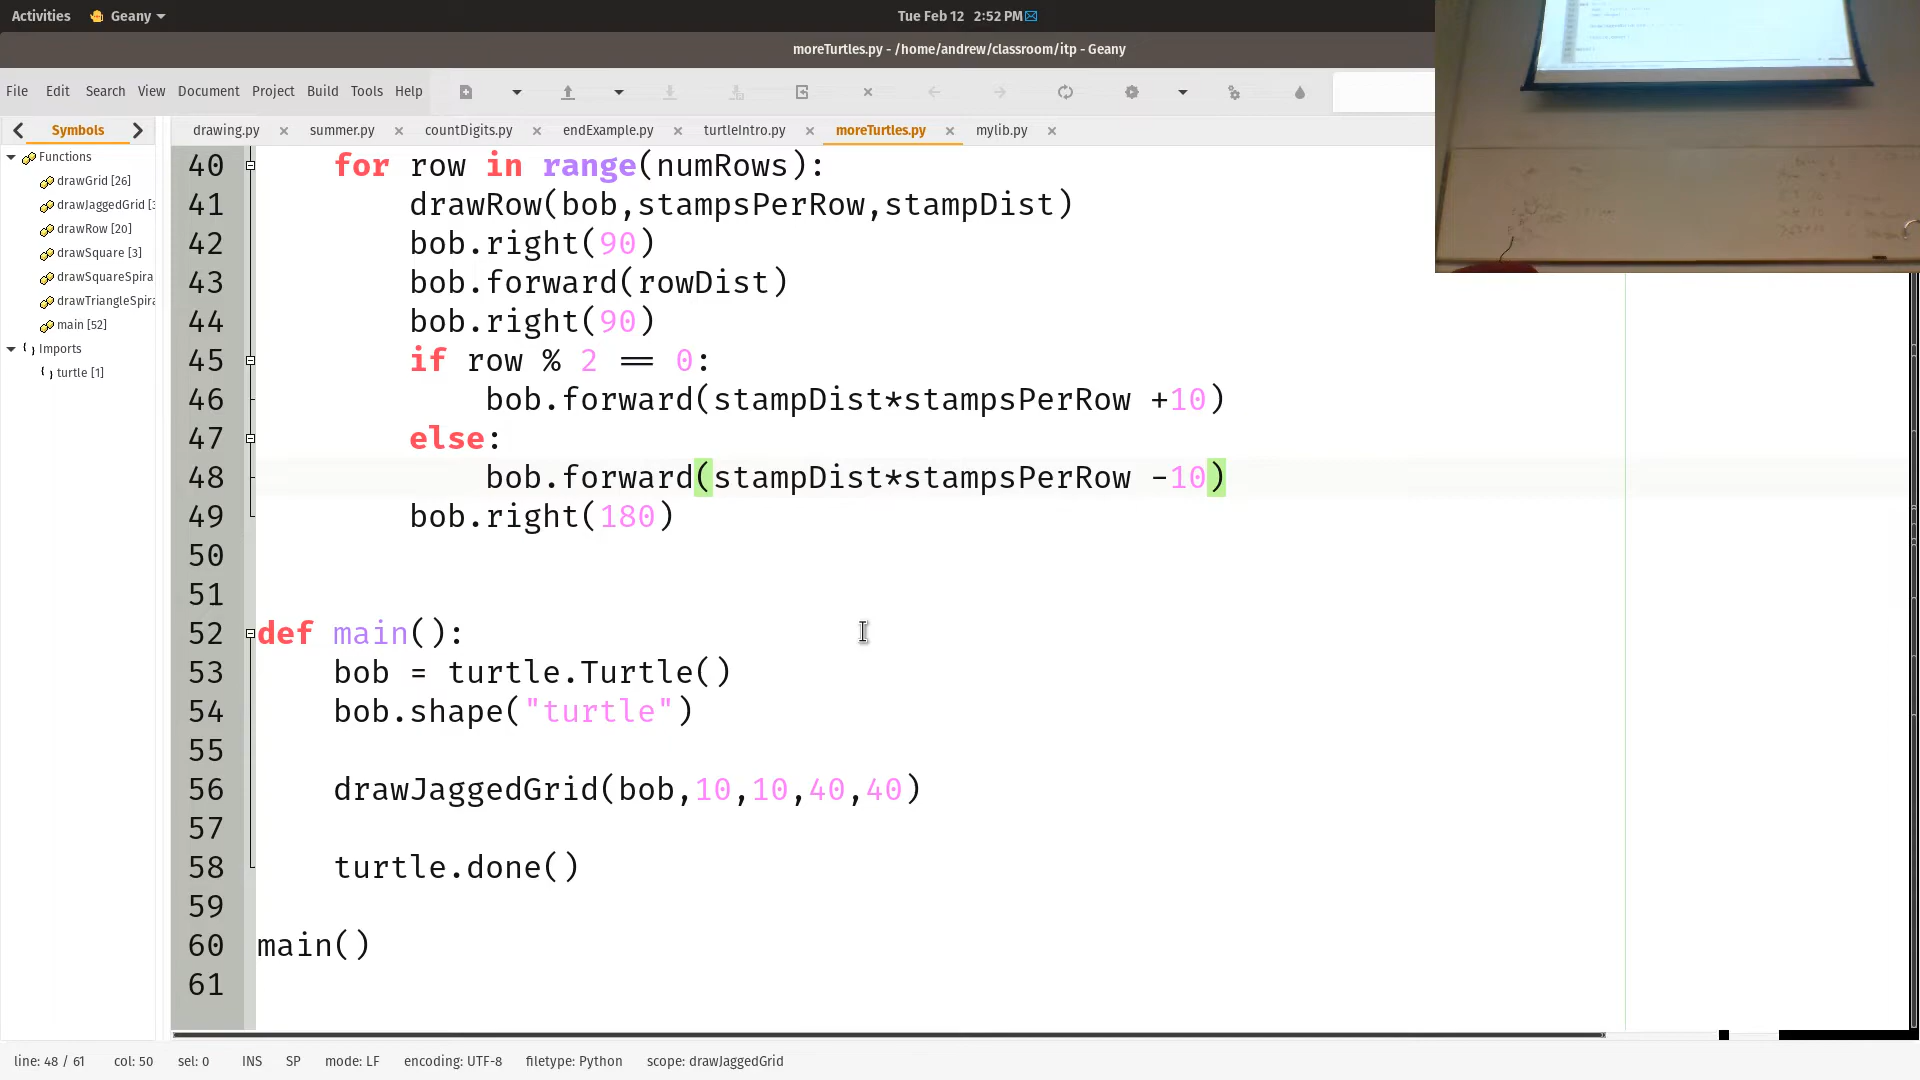 Activities Geany Tue Feb 12 2:52 PM
moreTurtles.py - /home/andrew/classroom/itp - Geany
File Edit Search View Document Project Build Tools Help
Symbols drawing.py summer.py countDigits.py endExample.py turtleIntro.py moreTurtles.py mylib.py
Functions
drawGrid [26]
drawJaggedGrid [3
drawRow [20]
drawSquare [3]
drawSquareSpira
drawTriangleSpira
main [52]
Imports
turtle [1]
40 for row in range(numRows):
41 drawRow(bob,stampsPerRow,stampDist)
42 bob.right(90)
43 bob.forward(rowDist)
44 bob.right(90)
45 if row % 2 == 0:
46 bob.forward(stampDist*stampsPerRow +10)
47 else:
48 bob.forward(stampDist*stampsPerRow -10)
49 bob.right(180)
50
51
52 def main():
53 bob = turtle.Turtle()
54 bob.shape("turtle")
55
56 drawJaggedGrid(bob,10,10,40,40)
57
58 turtle.done()
59
60 main()
61
line: 48 / 61 col: 50 sel: 0 INS SP mode: LF encoding: UTF-8 filetype: Python scope: drawJaggedGrid